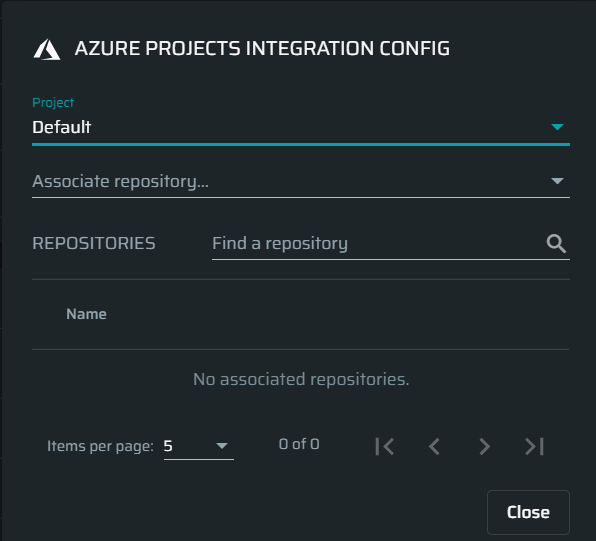 AZURE PROJECTS INTEGRATION CONFIG
Project
Default
Associate repository...
REPOSITORIES Find a repository
Name
No associated repositories.
Items per page: 5 0 of 0
Close